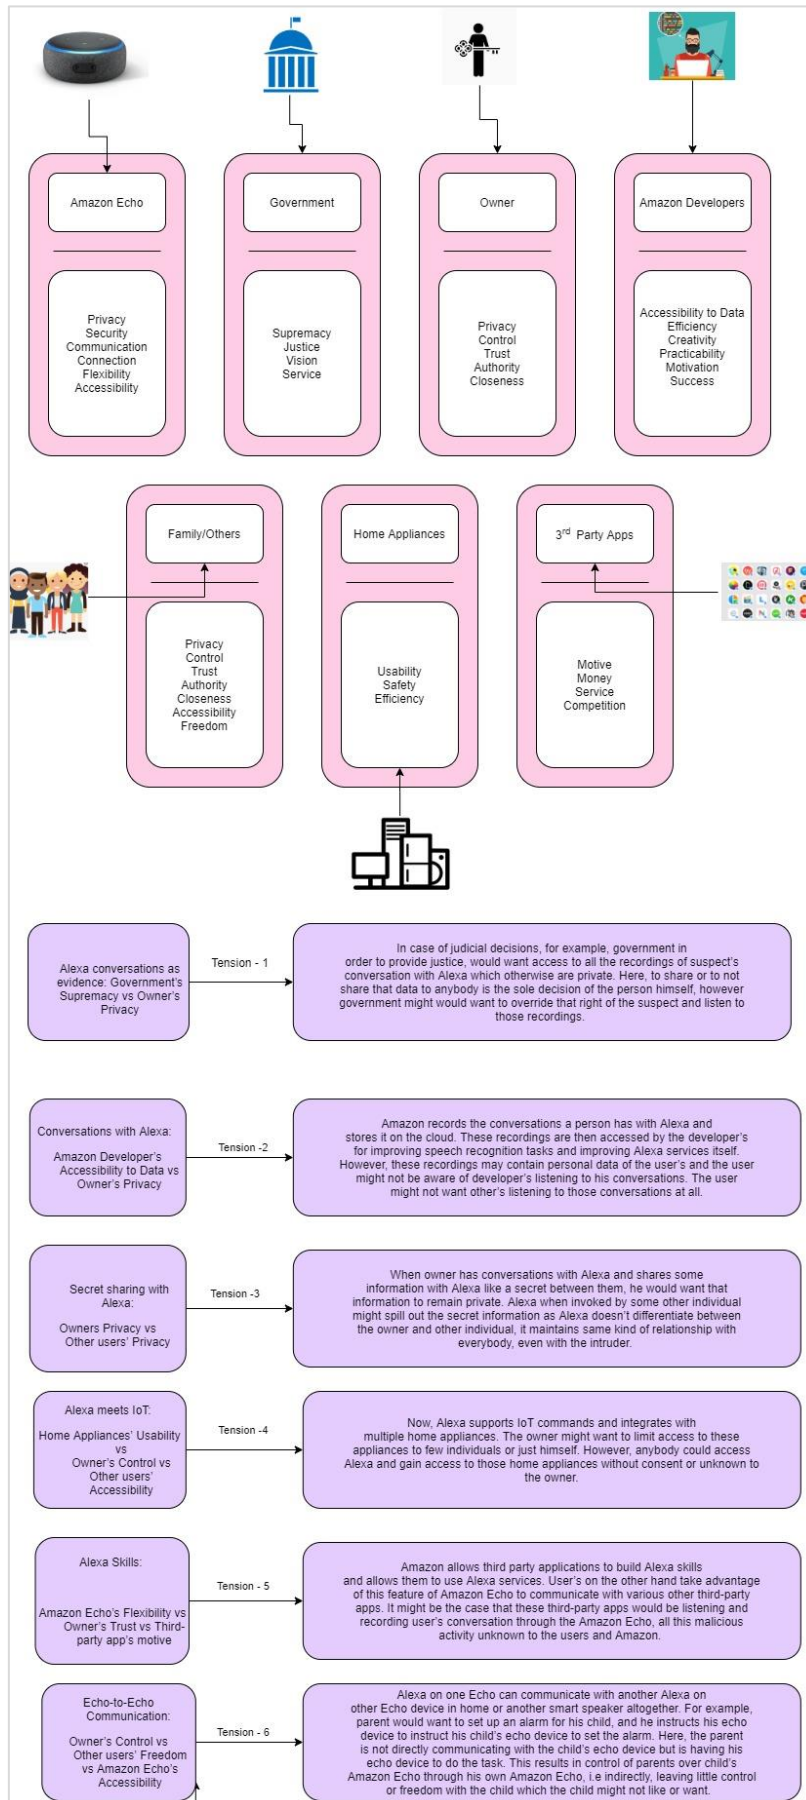 Amazon Echo
Government
Owner
Amazon Developers
Privacy
Security
Communication
Connection
Flexibility
Accessibility
Supremacy
Justice
Vision
Service
Privacy
Control
Trust
Authority
Closeness
Accessibility to Data
Efficiency
Creativity
Practicability
Motivation
Success
Family/Others
Home Appliances
3rd Party Apps
Privacy
Control
Trust
Authority
Closeness
Accessibility
Freedom
Usability
Safety
Efficiency
Motive
Money
Service
Competition
Alexa conversations as
evidence: Government's
Supremacy vs Owner's
Privacy
Tension - 1
In case of judicial decisions, for example, government in
order to provide justice, would want access to all the recordings of suspect's
conversation with Alexa which otherwise are private. Here, to share or to not
share that data to anybody is the sole decision of the person himself, however
government might would want to override that right of the suspect and listen to
those recordings.
Conversations with Alexa:
Amazon Developer's
Accessibility to Data vs
Owner's Privacy
Tension -2
Amazon records the conversations a person has with Alexa and
stores it on the cloud. These recordings are then accessed by the developer's
for improving speech recognition tasks and improving Alexa services itself.
However, these recordings may contain personal data of the user's and the user
might not be aware of developer's listening to his conversations. The user
might not want other's listening to those conversations at all.
Secret sharing with
Alexa:
Owners Privacy vs
Other users' Privacy
Tension -3
When owner has conversations with Alexa and shares some
information with Alexa like a secret between them, he would want that
information to remain private. Alexa when invoked by some other individual
might spill out the secret information as Alexa doesn't differentiate between
the owner and other individual, it maintains same kind of relationship with
everybody, even with the intruder.
Alexa meets IoT:
Home Appliances' Usability
vs
Owner's Control vs
Other users'
Accessibility
Tension -4
Now, Alexa supports IoT commands and integrates with
multiple home appliances. The owner might want to limit access to these
appliances to few individuals or just himself. However, anybody could access
Alexa and gain access to those home appliances without consent or unknown to
the owner.
Alexa Skills:
Amazon Echo's Flexibility vs
Owner's Trust vs Third-
party app's motive
Tension - 5
Amazon allows third party applications to build Alexa skills
and allows them to use Alexa services. User's on the other hand take advantage
of this feature of Amazon Echo to communicate with various other third-party
apps. It might be the case that these third-party apps would be listening and
recording user's conversation through the Amazon Echo, all this malicious
activity unknown to the users and Amazon.
Echo-to-Echo
Communication:
Owner's Control vs
Other users' Freedom
vs Amazon Echo's
Accessibility
Tension - 6
Alexa on one Echo can communicate with another Alexa on
other Echo device in home or another smart speaker altogether. For example,
parent would want to set up an alarm for his child, and he instructs his echo
device to instruct his child's echo device to set the alarm. Here, the parent
is not directly communicating with the child's echo device but is having his
echo device to do the task. This results in control of parents over child's
Amazon Echo through his own Amazon Echo, i.e indirectly, leaving little control
or freedom with the child which the child might not like or want.